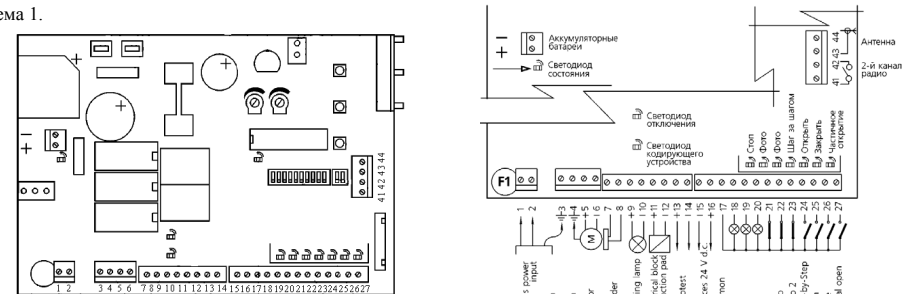 ема 1.
+ I
41 42 43 44
1 2
3 4 5 6
7 8 9 10 11 12 13 14
15 16 17 18 19 20 21 22 23 24 25 26 27
+ I
Аккумуляторные
батареи
Светодиод
состояния
44
43
42
41
Антенна
2-й канал
радио
Светодиод
отключения
Светодиод
кодирующего
устройства
Стоп
Фото
Фото
Шаг за шагом
Открыть
Закрыть
Частичное
открытие
F1
1
2
3
4
+5
-6
7
8
+9
-10
+11
-12
+13
-14
-15
+16
17
18
19
20
21
22
23
24
25
26
27
M
s power
input
ing lamp
rical block
ction pad
test
ces 24 V d.c.
mon
2
-by-Step
al open